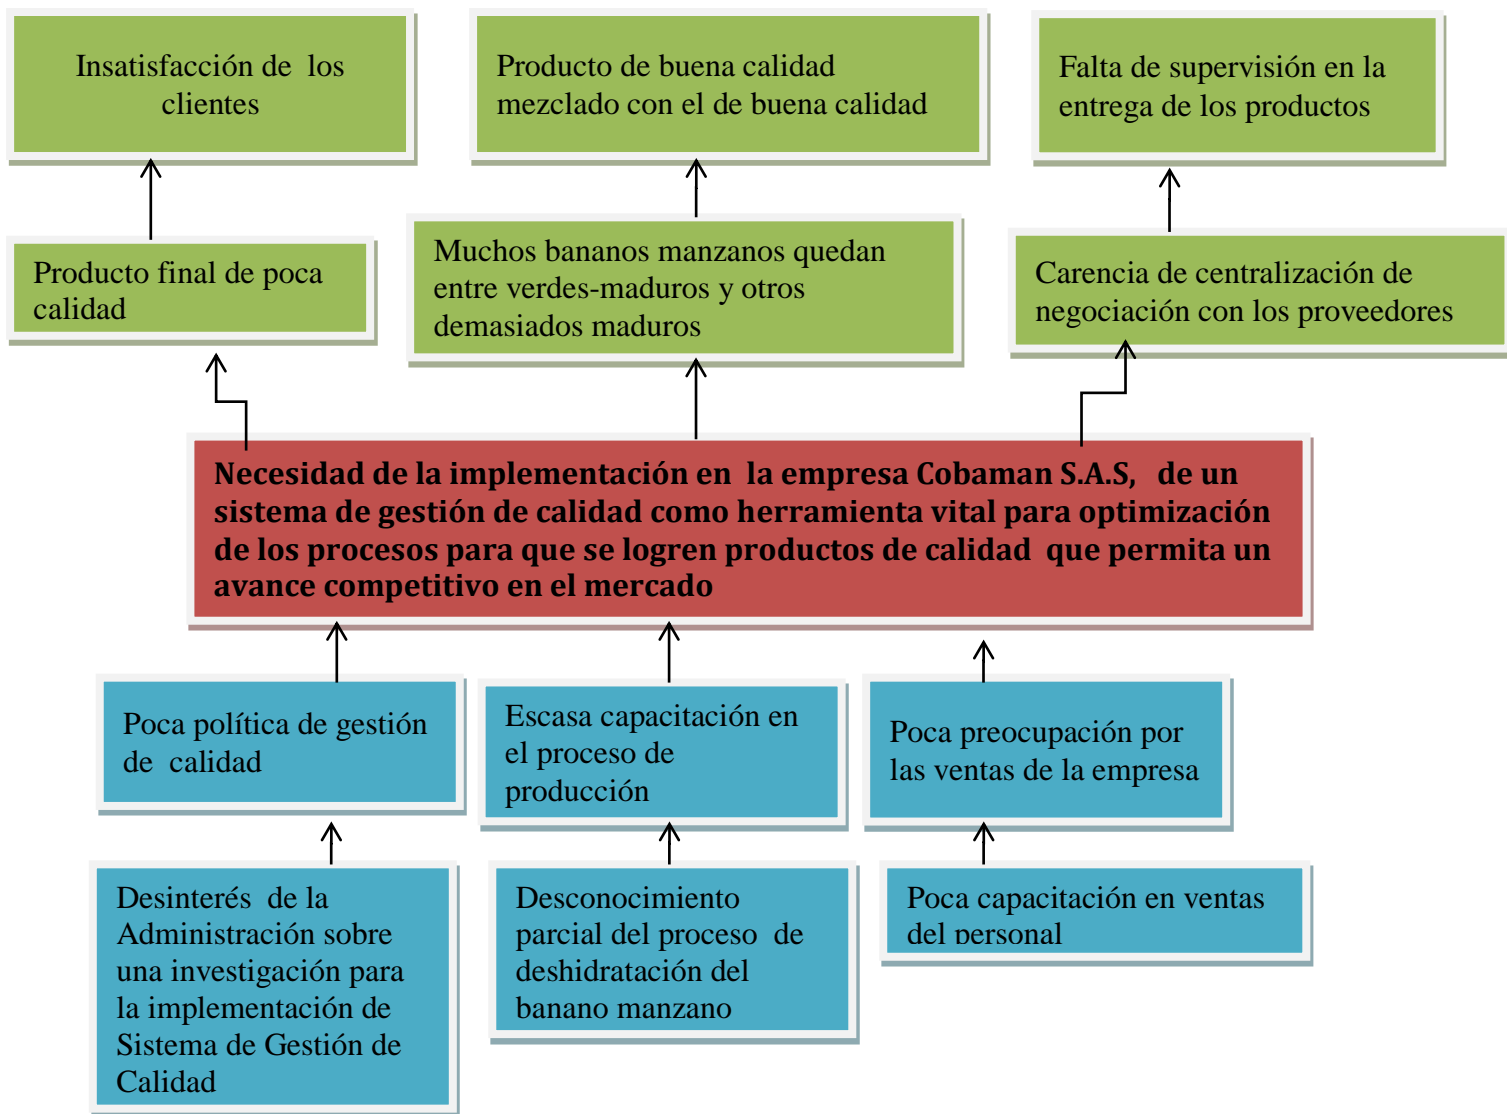 Insatisfacción de los
clientes
Producto de buena calidad
mezclado con el de buena calidad
Falta de supervisión en la
entrega de los productos
Producto final de poca
calidad
Muchos bananos manzanos quedan
entre verdes-maduros y otros
demasiados maduros
Carencia de centralización de
negociación con los proveedores
Necesidad de la implementación en la empresa Cobaman S.A.S, de un
sistema de gestión de calidad como herramienta vital para optimización
de los procesos para que se logren productos de calidad que permita un
avance competitivo en el mercado
Poca política de gestión
de calidad
Escasa capacitación en
el proceso de
producción
Poca preocupación por
las ventas de la empresa
Desinterés de la
Administración sobre
una investigación para
la implementación de
Sistema de Gestión de
Calidad
Desconocimiento
parcial del proceso de
deshidratación del
banano manzano
Poca capacitación en ventas
del personal